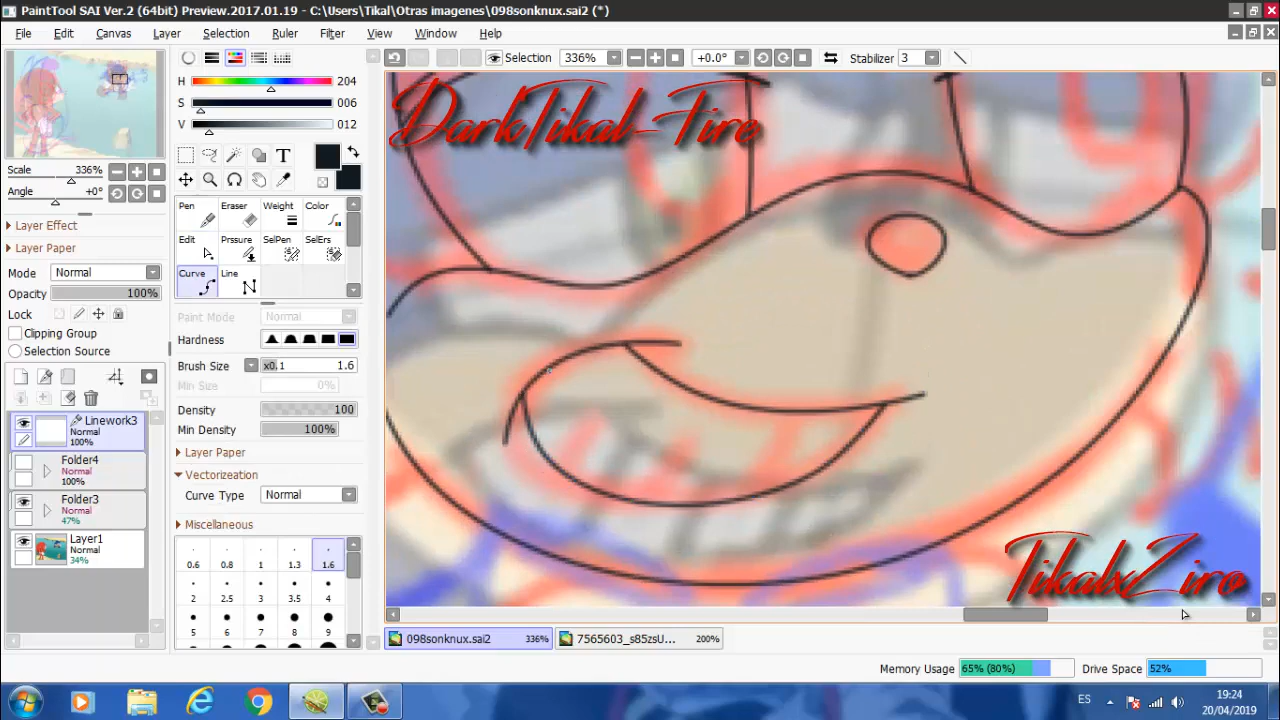 PaintTool SAI Ver.2 (64bit) Preview.2017.01.19 - C:\Users\Tikal\Otras imagenes\098sonknux.sai2 (*)
File Edit Canvas Layer Selection Ruler Filter View Window Help
Selection 336% +0.0° Stabilizer 3
H 204
S 006
V 012
Scale 336%
Angle +0°
Layer Effect
Layer Paper
Mode Normal
Opacity 100%
Lock
Clipping Group
Selection Source
Linework3
100%
Folder4
Normal
100%
Folder3
Normal
47%
Layer1
Normal
34%
T
Pen Eraser Weight Color
Edit Prssure SelPen SelErs
Curve Line
Paint Mode Normal
Hardness
Brush Size x0.1 1.6
Min Size 0%
Density 100
Min Density 100%
Layer Paper
Vectorization
Curve Type Normal
Miscellaneous
0.6 0.8 1 1.3 1.6
2 2.5 3 3.5 4
5 6 7 8 9
DarkTikal-Fire
TikalxZiro
098sonknux.sai2 336% 7565603_s85zsU... 200%
Memory Usage 65% (80%) Drive Space 52%
ES 19:24
20/04/2019